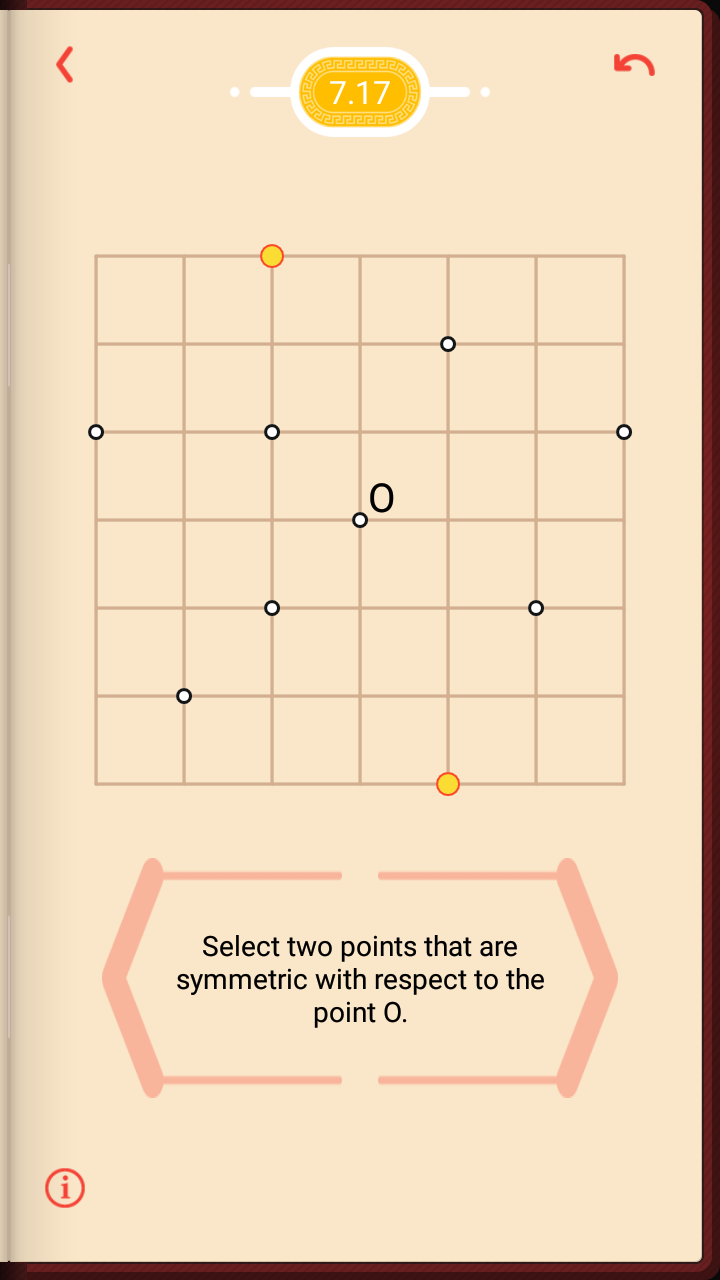 7.17
O
Select two points that are
symmetric with respect to the
point O.
i